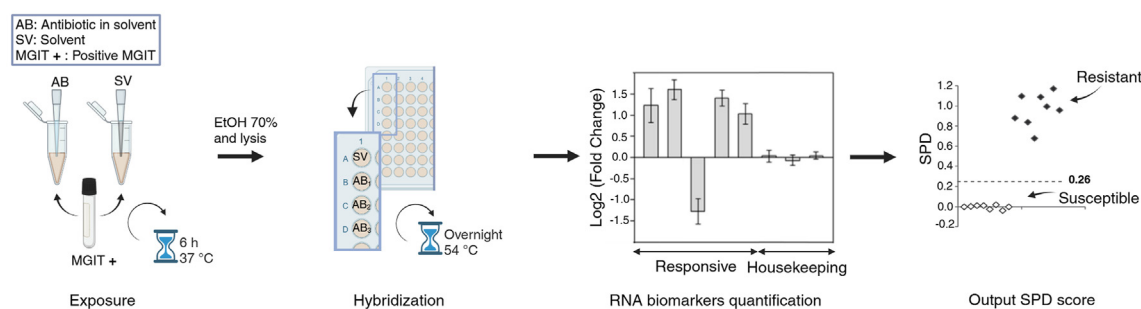 AB: Antibiotic in solvent
SV: Solvent
MGIT + : Positive MGIT
AB
SV
MGIT +
6 h
37 °C
Exposure
EtOH 70%
and lysis
1 2 3 4
A
B
C
D
1
A SV
B AB1
C AB2
D AB3
Overnight
54 °C
Hybridization
Log2 (Fold Change)
1.5
1.0
0.5
0.0
-0.5
-1.0
-1.5
Responsive
Housekeeping
RNA biomarkers quantification
SPD
1.2
1.0
0.8
0.6
0.4
0.2
0.0
-0.2
Resistant
0.26
Susceptible
Output SPD score